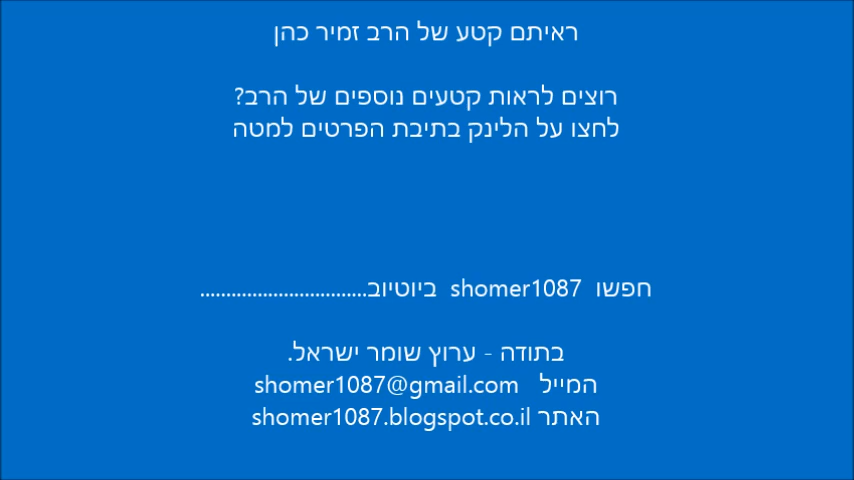 ראיתם קטע של הרב זמיר כהן
רוצים לראות קטעים נוספים של הרב?
לחצו על הלינק בתיבת הפרטים למטה
חפשו shomer1087 ביוטיוב................................
בתודה - ערוץ שומר ישראל.
המייל shomer1087@gmail.com
האתר shomer1087.blogspot.co.il